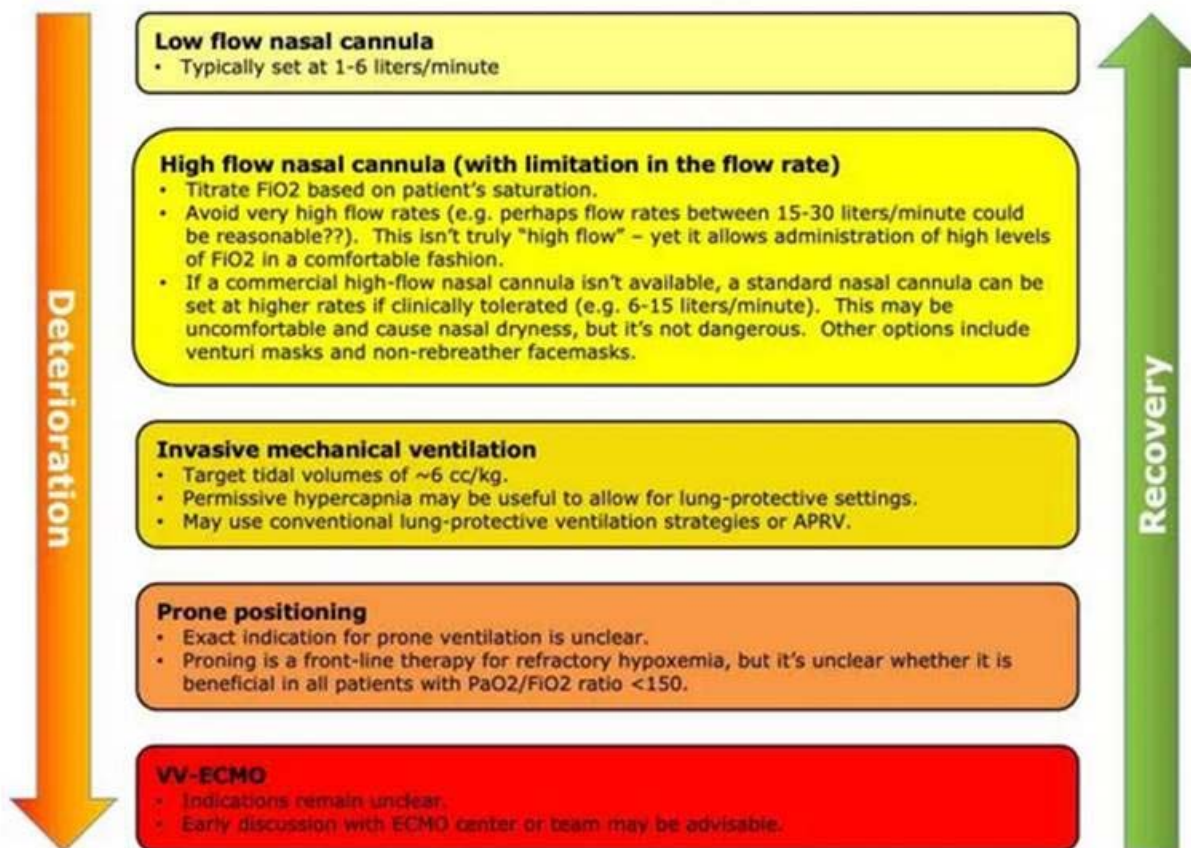 Low flow nasal cannula
• Typically set at 1-6 liters/minute
High flow nasal cannula (with limitation in the flow rate)
• Titrate FiO2 based on patient's saturation.
• Avoid very high flow rates (e.g. perhaps flow rates between 15-30 liters/minute could
be reasonable??). This isn't truly "high flow" – yet it allows administration of high levels
of FiO2 in a comfortable fashion.
• If a commercial high-flow nasal cannula isn't available, a standard nasal cannula can be
set at higher rates if clinically tolerated (e.g. 6-15 liters/minute). This may be
uncomfortable and cause nasal dryness, but it's not dangerous. Other options include
venturi masks and non-rebreather facemasks.
Deterioration
Recovery
Invasive mechanical ventilation
• Target tidal volumes of ~6 cc/kg.
• Permissive hypercapnia may be useful to allow for lung-protective settings.
• May use conventional lung-protective ventilation strategies or APRV.
Prone positioning
• Exact indication for prone ventilation is unclear.
• Proning is a front-line therapy for refractory hypoxemia, but it's unclear whether it is
beneficial in all patients with PaO2/FiO2 ratio <150.
VV-ECMO
• Indications remain unclear.
• Early discussion with ECMO center or team may be advisable.